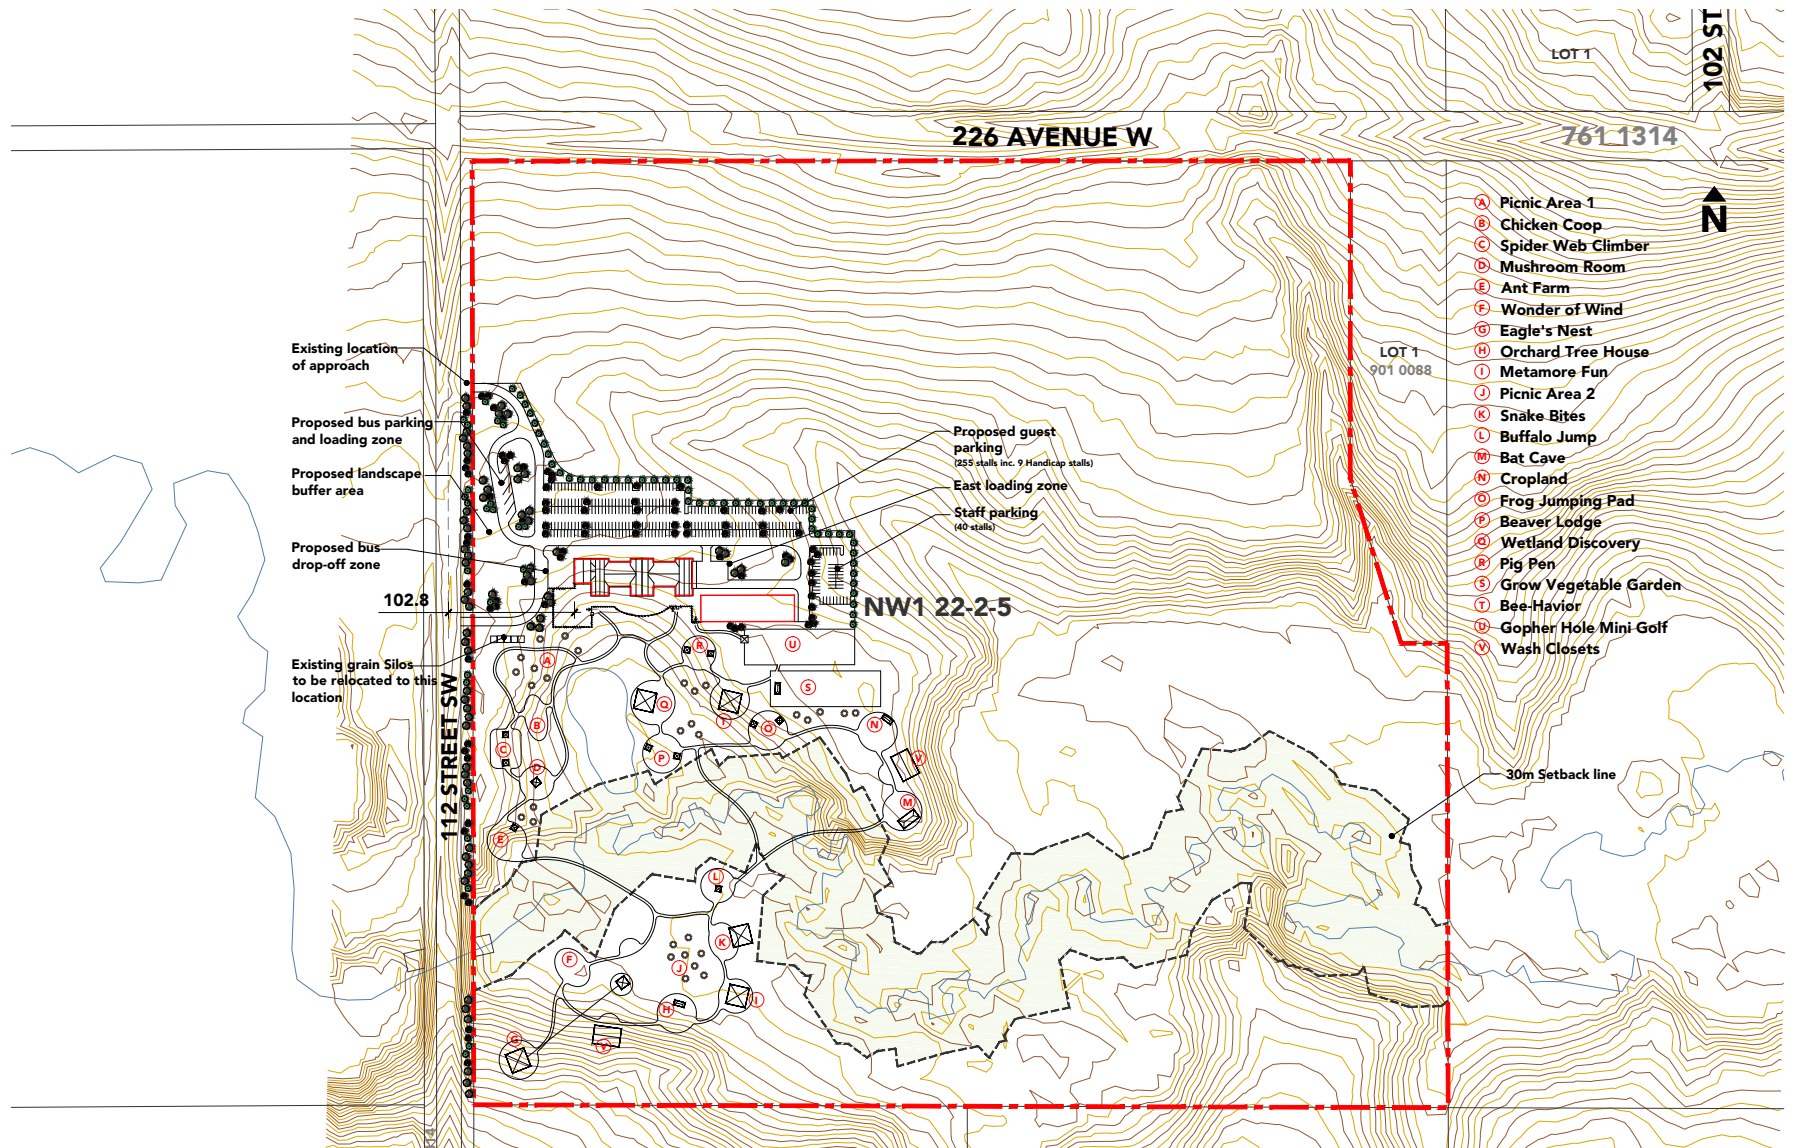 LOT 1
102 ST
226 AVENUE W
761 1314
N
A Picnic Area 1
B Chicken Coop
C Spider Web Climber
D Mushroom Room
E Ant Farm
F Wonder of Wind
G Eagle's Nest
H Orchard Tree House
I Metamore Fun
J Picnic Area 2
K Snake Bites
L Buffalo Jump
M Bat Cave
N Cropland
O Frog Jumping Pad
P Beaver Lodge
Q Wetland Discovery
R Pig Pen
S Grow Vegetable Garden
T Bee-Havior
U Gopher Hole Mini Golf
V Wash Closets
LOT 1
901 0088
Existing location
of approach
Proposed bus parking
and loading zone
Proposed landscape
buffer area
Proposed bus
drop-off zone
102.8
Existing grain Silos
to be relocated to this
location
112 STREET SW
Proposed guest
parking
(255 stalls inc. 9 Handicap stalls)
East loading zone
Staff parking
(40 stalls)
NW1 22-2-5
30m Setback line
R
U
A
S
Q
T
O
N
B
C
P
V
D
M
E
L
K
F
J
I
H
G
V
14